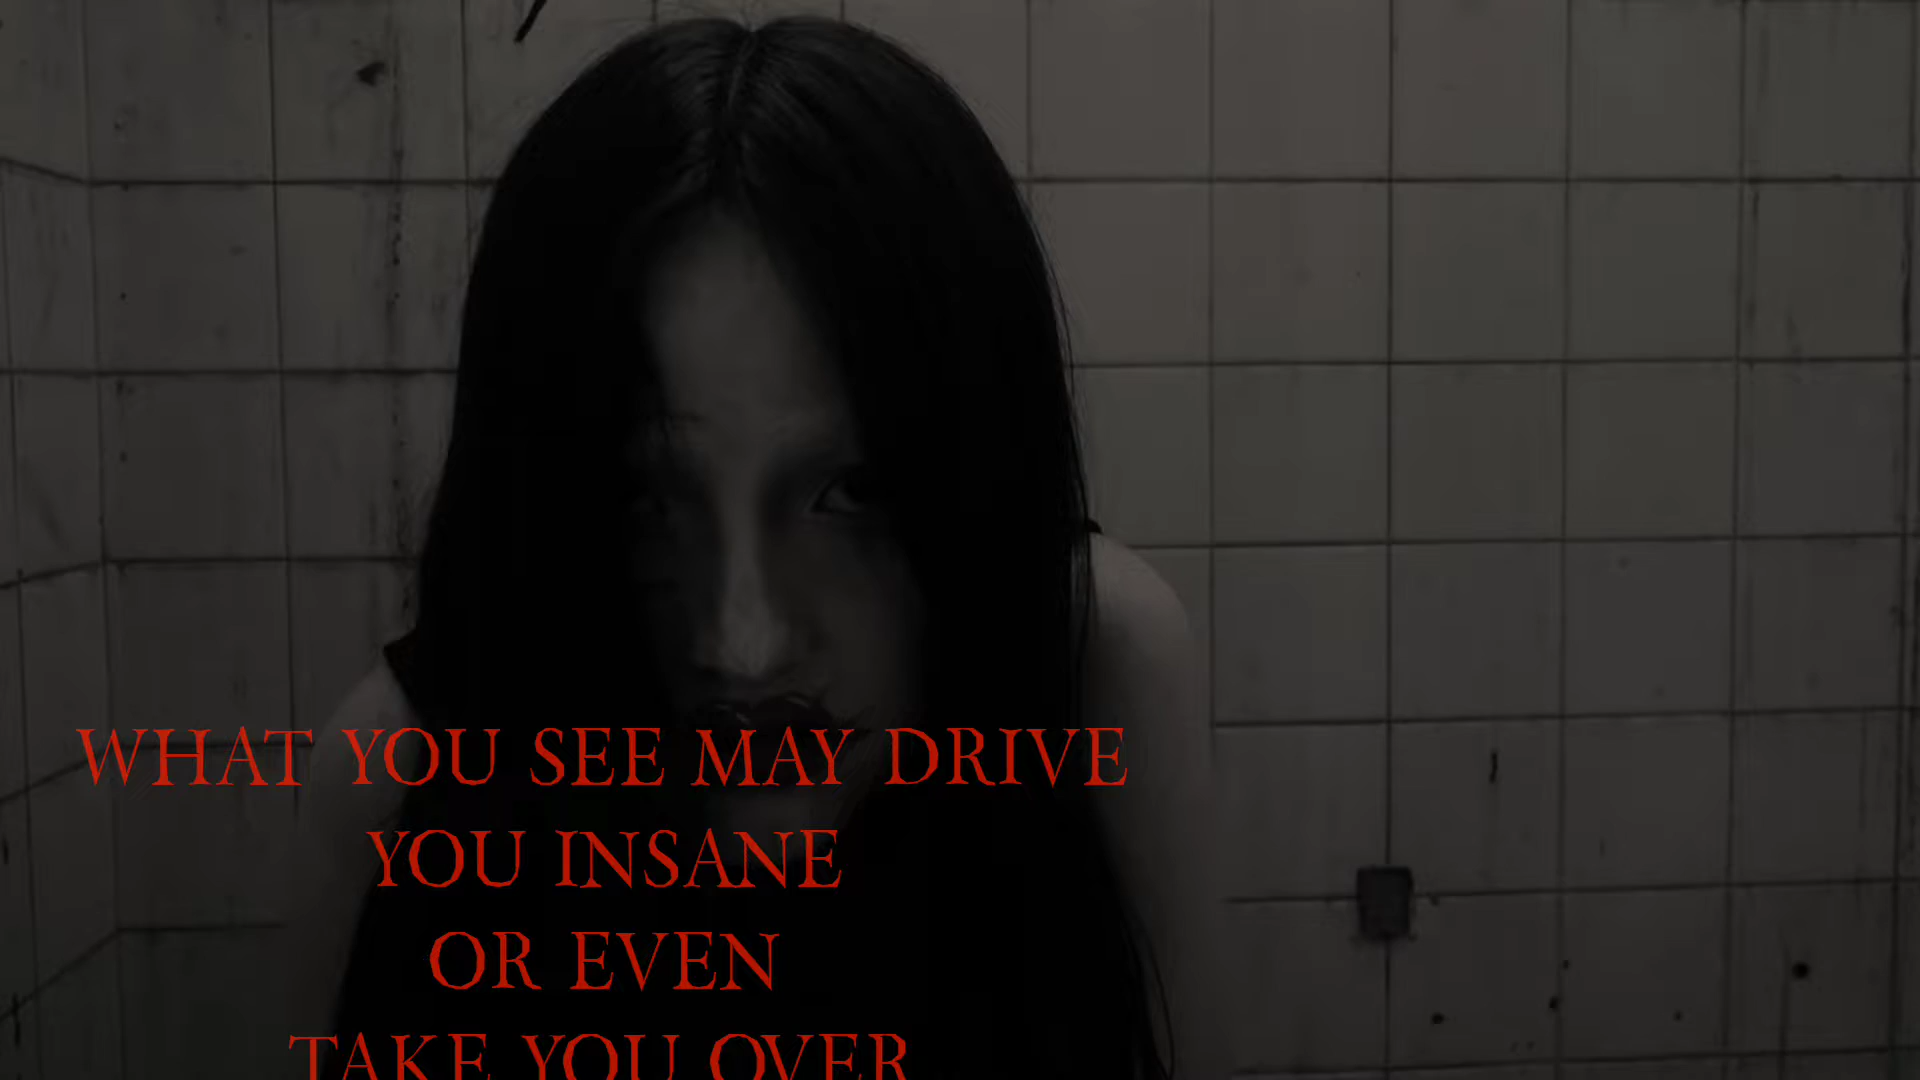 WHAT YOU SEE MAY DRIVE
YOU INSANE
OR EVEN
TAKE YOU OVER